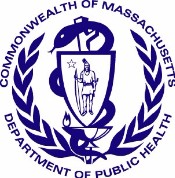 COMMONWEALTH OF MASSACHUSETTS
DEPARTMENT OF PUBLIC HEALTH